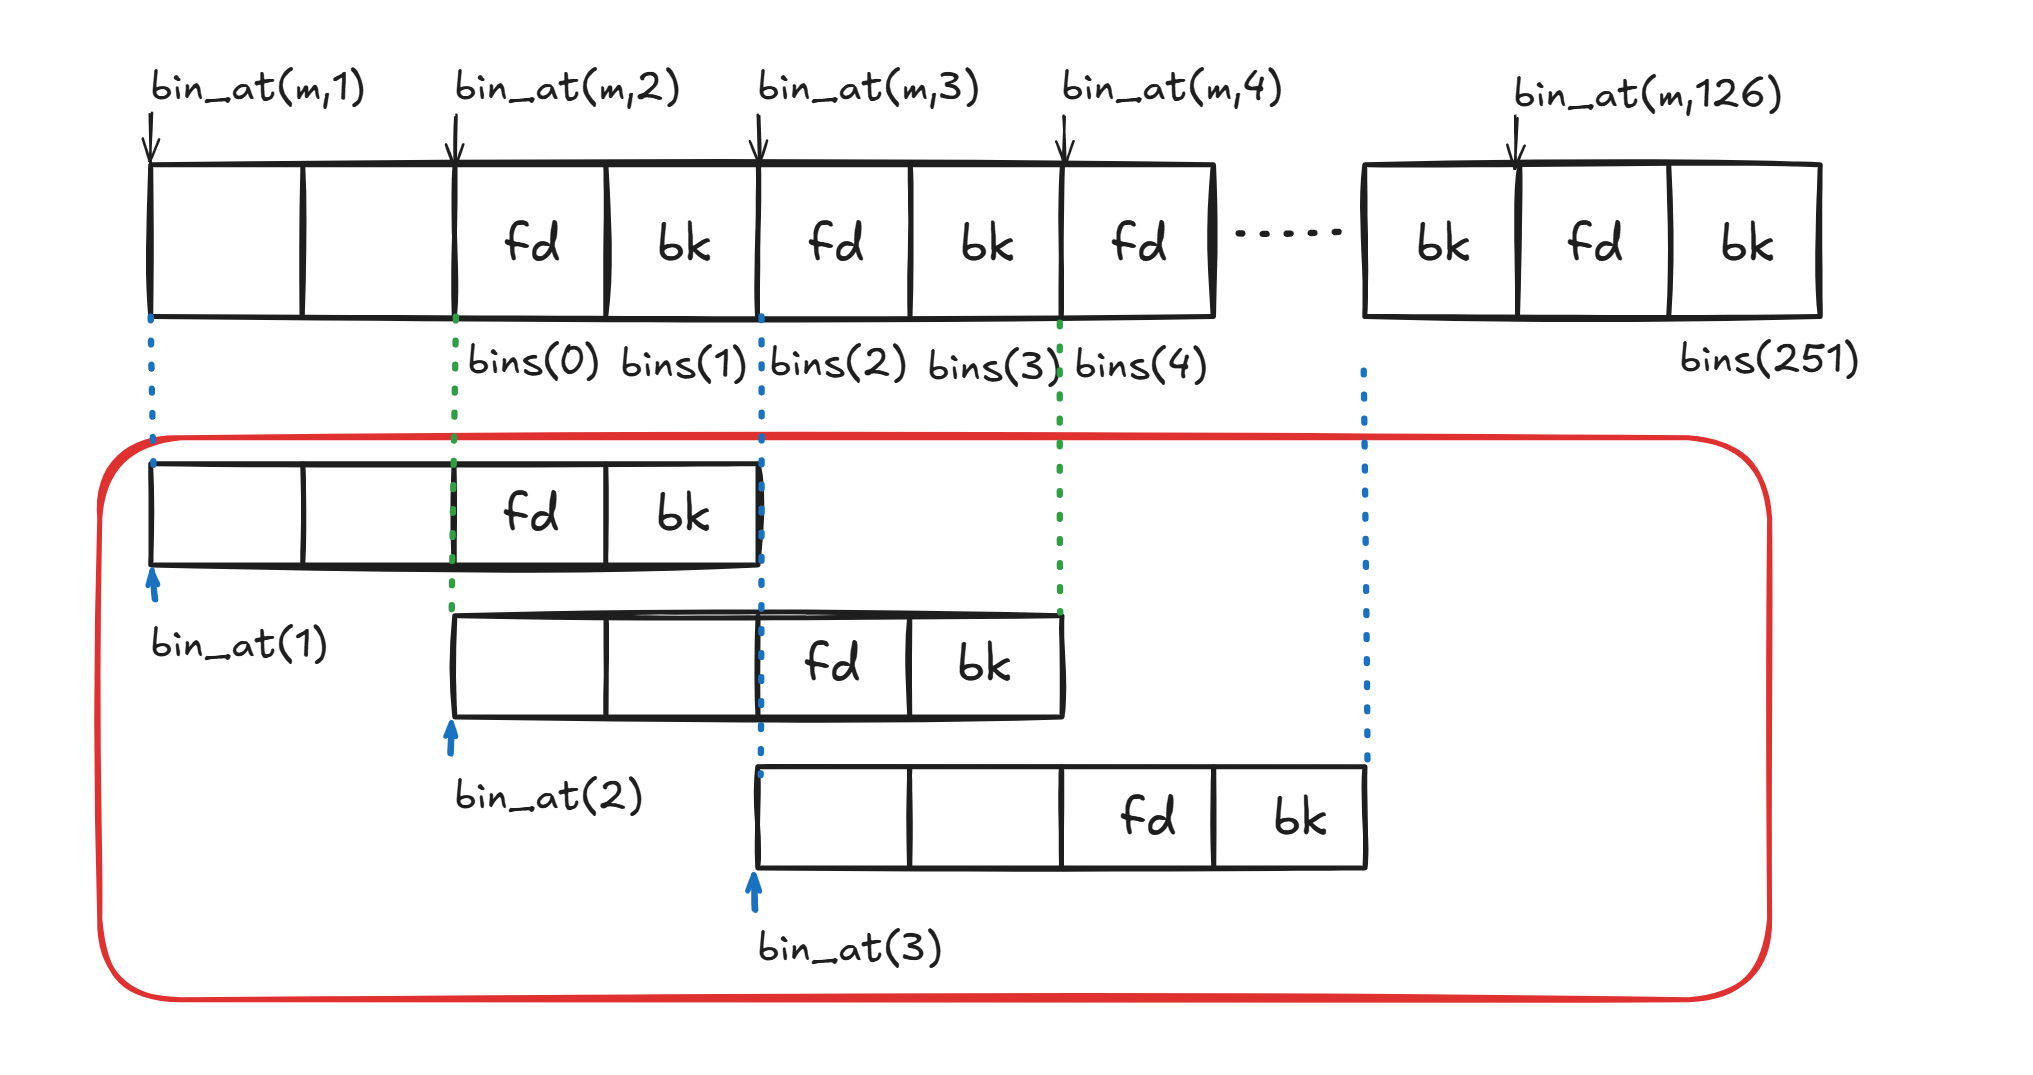 bin_at(m,1) bin_at(m,2) bin_at(m,3) bin_at(m,4) bin_at(m,126)
fd bk fd bk fd ...... bk fd bk
bins(0) bins(1) bins(2) bins(3) bins(4) bins(251)
fd bk
bin_at(1)
fd bk
bin_at(2)
fd bk
bin_at(3)